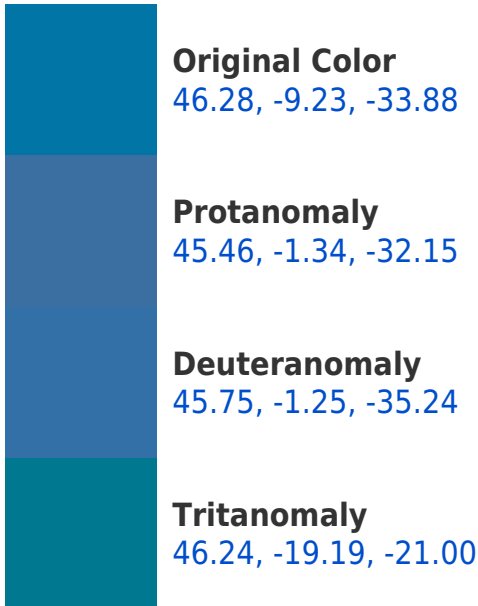 Original Color
46.28, -9.23, -33.88
Protanomaly
45.46, -1.34, -32.15
Deuteranomaly
45.75, -1.25, -35.24
Tritanomaly
46.24, -19.19, -21.00